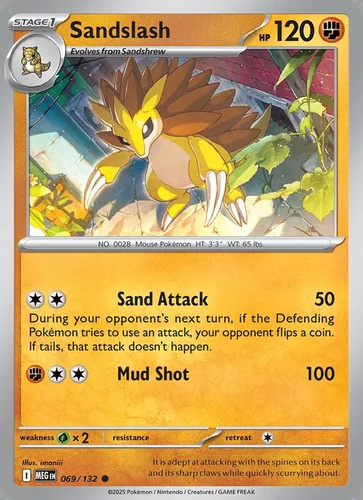 STAGE 1
Sandslash
HP 120
Evolves from Sandshrew
NO. 0028 Mouse Pokémon HT: 3'3" WT: 65 lbs.
Sand Attack 50
During your opponent's next turn, if the Defending
Pokémon tries to use an attack, your opponent flips a coin.
If tails, that attack doesn't happen.
Mud Shot 100
weakness ×2 resistance retreat
Illus. imoniii
It is adept at attacking with the spines on its back
and its sharp claws while quickly scurrying about.
I MEG EN 069/132
©2025 Pokémon / Nintendo / Creatures / GAME FREAK